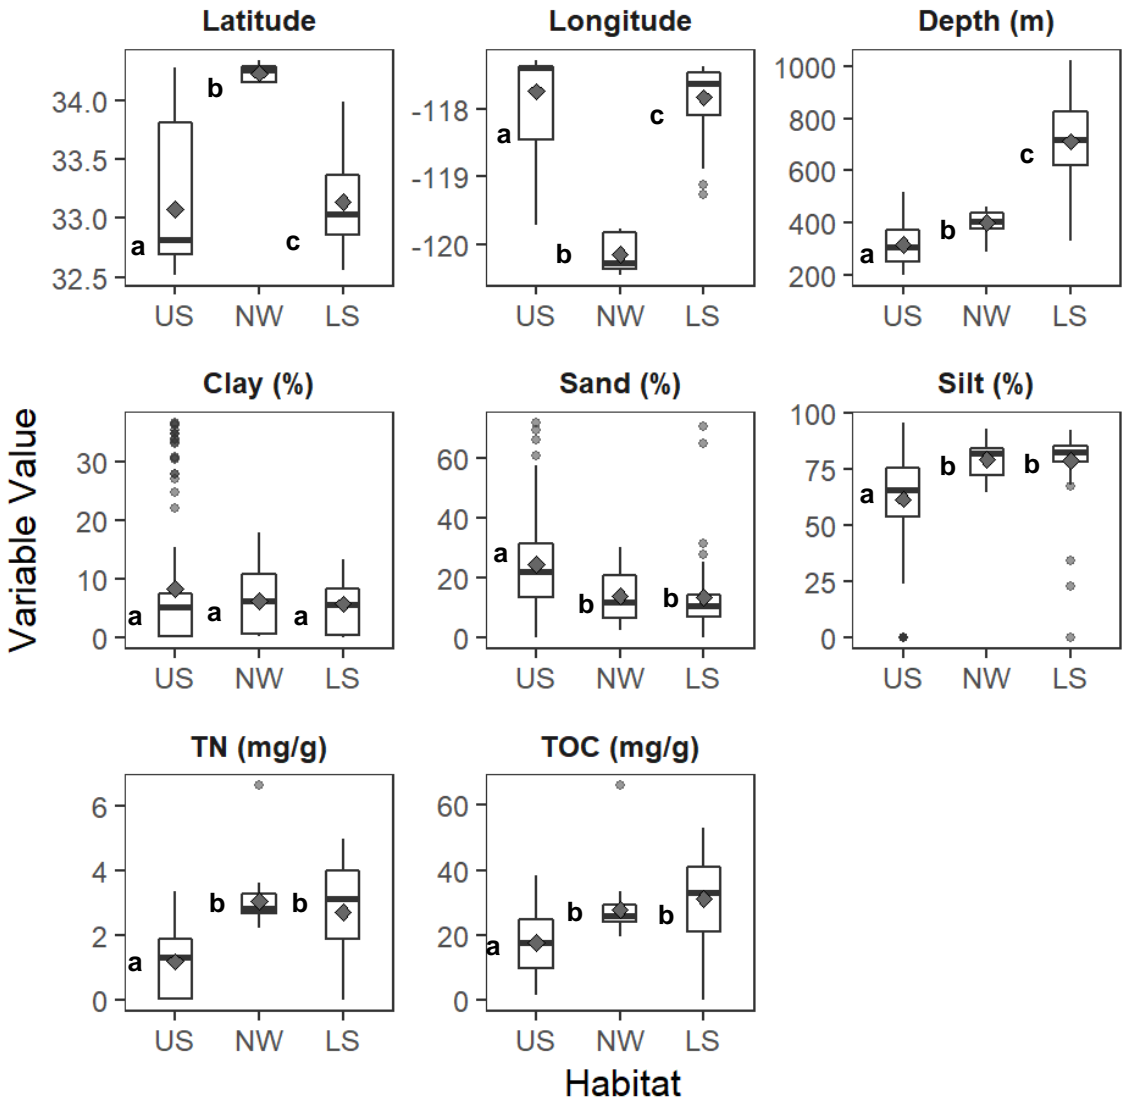 Latitude Longitude Depth (m)
34.0
33.5
33.0
32.5
a b c
US NW LS
-118
-119
-120
a b c
US NW LS
1000
800
600
400
200
a b c
US NW LS
Variable Value
Clay (%) Sand (%) Silt (%)
30
20
10
0
a a a
US NW LS
60
40
20
0
a b b
US NW LS
100
75
50
25
0
a b b
US NW LS
TN (mg/g) TOC (mg/g)
6
4
2
0
a b b
US NW LS
60
40
20
0
a b b
US NW LS
Habitat